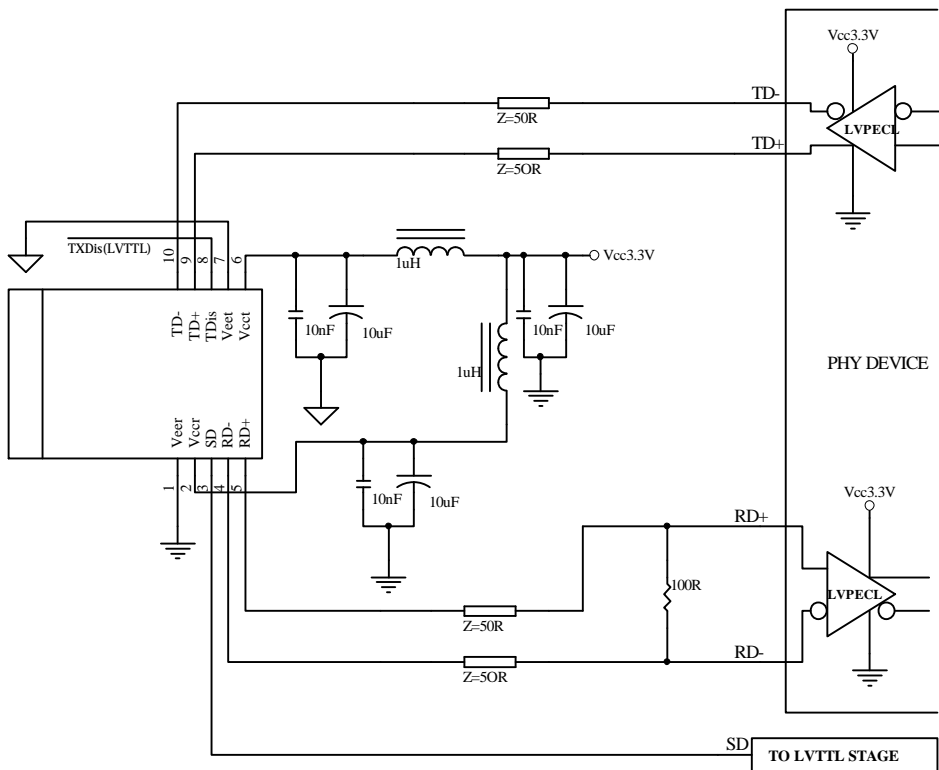 Vcc3.3V
TD-
Z=50R
LVPECL
TD+
Z=5OR
TXDis(LVTTL)
10
9
8
7
6
1uH
Vcc3.3V
TD-
TD+
TDis
Veet
Vcct
10nF
10uF
10nF
10uF
1uH
PHY DEVICE
Veer
Vccr
SD
RD-
RD+
1
2
3
4
5
10nF
10uF
Vcc3.3V
RD+
100R
LVPECL
Z=50R
RD-
Z=5OR
SD
TO LVTTL STAGE